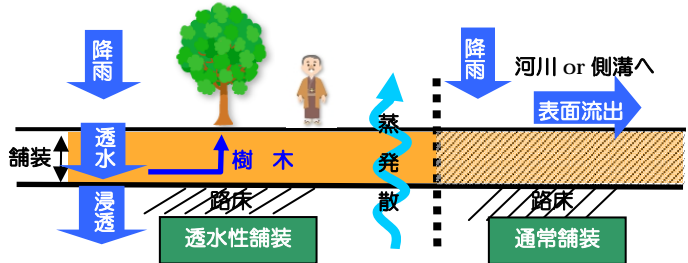 降雨
降雨
河川 or 側溝へ
表面流出
透水
舗装
樹 木
蒸発散
浸透
路床
路床
透水性舗装
通常舗装